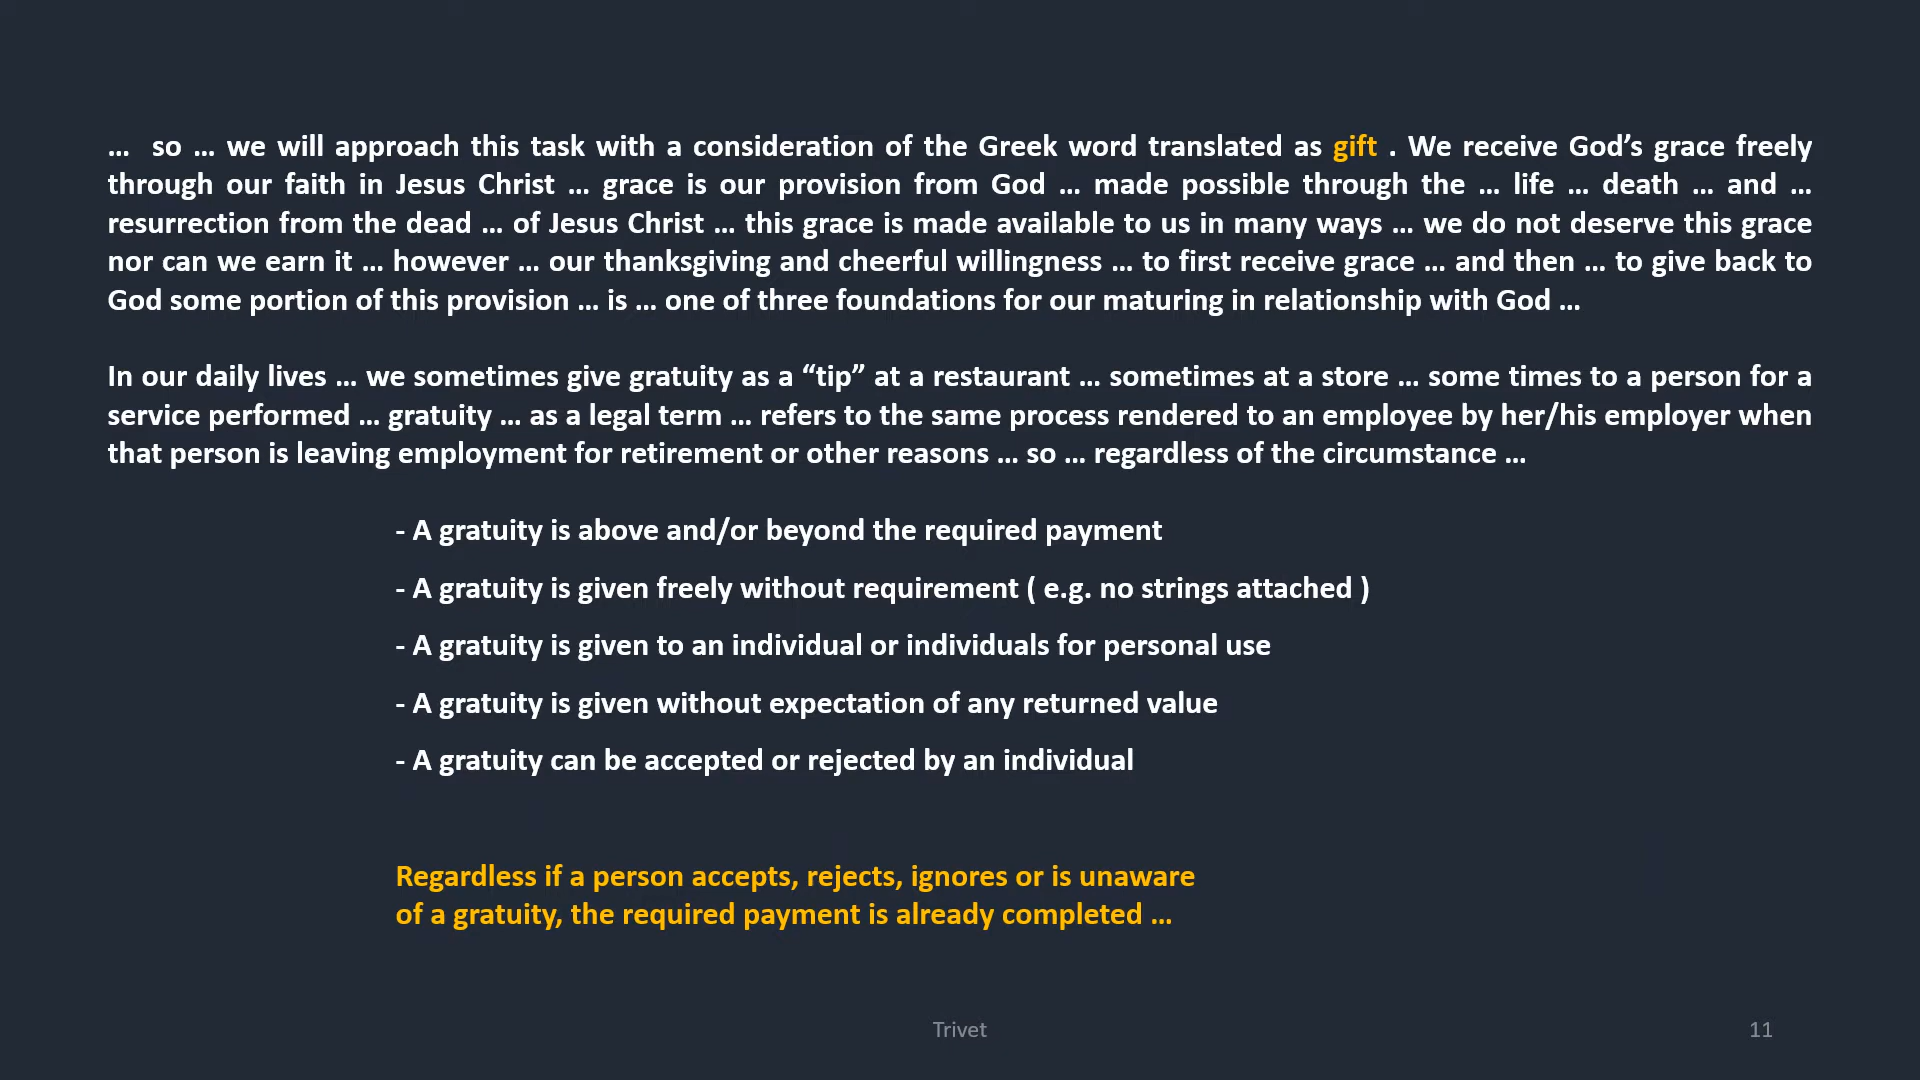 … so … we will approach this task with a consideration of the Greek word translated as gift . We receive God’s grace freely
through our faith in Jesus Christ … grace is our provision from God … made possible through the … life … death … and …
resurrection from the dead … of Jesus Christ … this grace is made available to us in many ways … we do not deserve this grace
nor can we earn it … however … our thanksgiving and cheerful willingness … to first receive grace … and then … to give back to
God some portion of this provision … is … one of three foundations for our maturing in relationship with God …
In our daily lives … we sometimes give gratuity as a “tip” at a restaurant … sometimes at a store … some times to a person for a
service performed … gratuity … as a legal term … refers to the same process rendered to an employee by her/his employer when
that person is leaving employment for retirement or other reasons … so … regardless of the circumstance …
- A gratuity is above and/or beyond the required payment
- A gratuity is given freely without requirement ( e.g. no strings attached )
- A gratuity is given to an individual or individuals for personal use
- A gratuity is given without expectation of any returned value
- A gratuity can be accepted or rejected by an individual
Regardless if a person accepts, rejects, ignores or is unaware
of a gratuity, the required payment is already completed …
Trivet
11